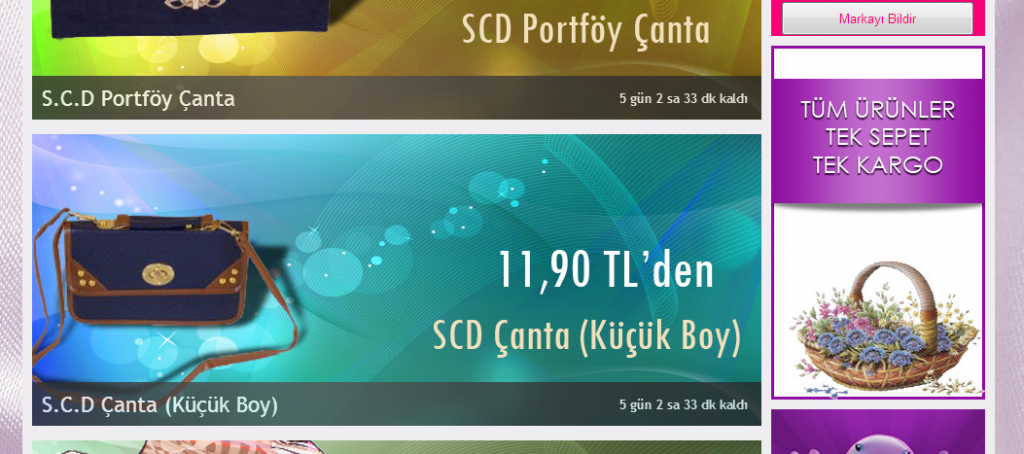 SCD Portföy Çanta
S.C.D Portföy Çanta
5 gün 2 sa 33 dk kaldı
11,90 TL'den
SCD Çanta (Küçük Boy)
S.C.D Çanta (Küçük Boy)
5 gün 2 sa 33 dk kaldı
Markayı Bildir
TÜM ÜRÜNLER
TEK SEPET
TEK KARGO